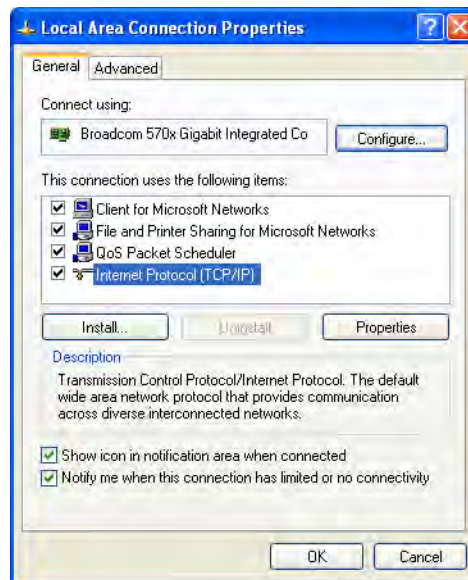 Local Area Connection Properties
General Advanced
Connect using:
Broadcom 570x Gigabit Integrated Co
Configure...
This connection uses the following items:
Client for Microsoft Networks
File and Printer Sharing for Microsoft Networks
QoS Packet Scheduler
Internet Protocol (TCP/IP)
Install... Uninstall Properties
Description
Transmission Control Protocol/Internet Protocol. The default
wide area network protocol that provides communication
across diverse interconnected networks.
Show icon in notification area when connected
Notify me when this connection has limited or no connectivity
OK Cancel